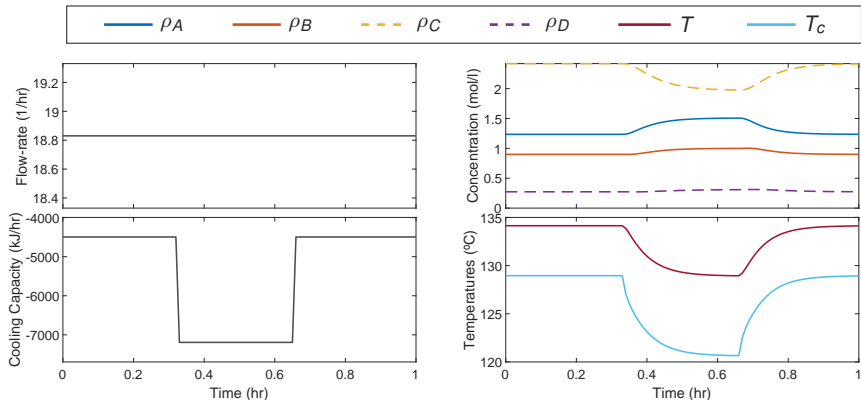 ρA ρB ρC ρD T Tc
Flow-rate (1/hr)
19.2
19
18.8
18.6
18.4
Concentration (mol/l)
2
1.5
1
0.5
0
Cooling Capacity (kJ/hr)
-4000
-5000
-6000
-7000
0 0.2 0.4 0.6 0.8 1
Time (hr)
Temperatures (ºC)
135
130
125
120
0 0.2 0.4 0.6 0.8 1
Time (hr)